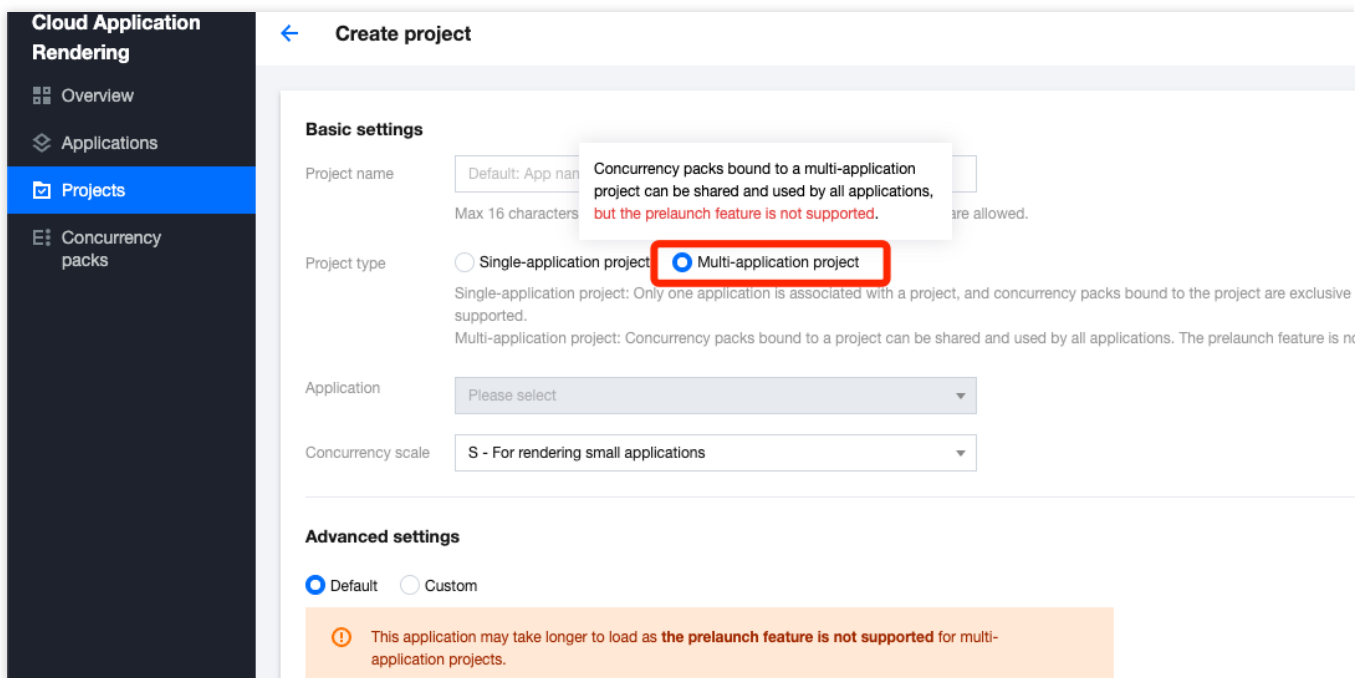 Cloud Application
Rendering
Overview
Applications
Projects
Concurrency
packs
Create project
Basic settings
Project name
Default: App nam
Concurrency packs bound to a multi-application
project can be shared and used by all applications,
but the prelaunch feature is not supported.
Max 16 characters
are allowed.
Project type
Single-application project
Multi-application project
Single-application project: Only one application is associated with a project, and concurrency packs bound to the project are exclusive
supported.
Multi-application project: Concurrency packs bound to a project can be shared and used by all applications. The prelaunch feature is
Application
Please select
Concurrency scale
S - For rendering small applications
Advanced settings
Default
Custom
This application may take longer to load as the prelaunch feature is not supported for multi-
application projects.